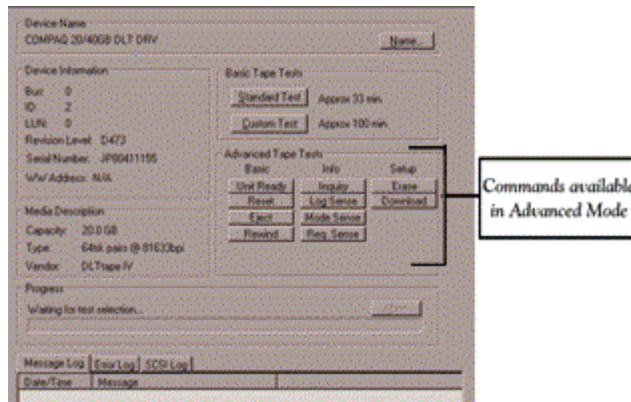 Device Name
COMPAQ 20/40GB DLT DRV
Name...
Device Information
Bus: 0
ID: 2
LUN: 0
Revision Level: D473
Serial Number: JP00411155
WW Address: N/A
Media Description
Capacity: 20.0 GB
Type: 64trk pairs @ 81633bpi
Vendor: DLTtape IV
Basic Tape Tests
Standard Test Approx 33 min.
Custom Test Approx 100 min.
Advanced Tape Tests
Basic Info Setup
Unit Ready Inquiry Erase
Reset Log Sense Download
Eject Mode Sense
Rewind Req. Sense
Commands available
in Advanced Mode
Progress
Waiting for test selection...
Message Log Error Log SCSI Log
Date/Time Message